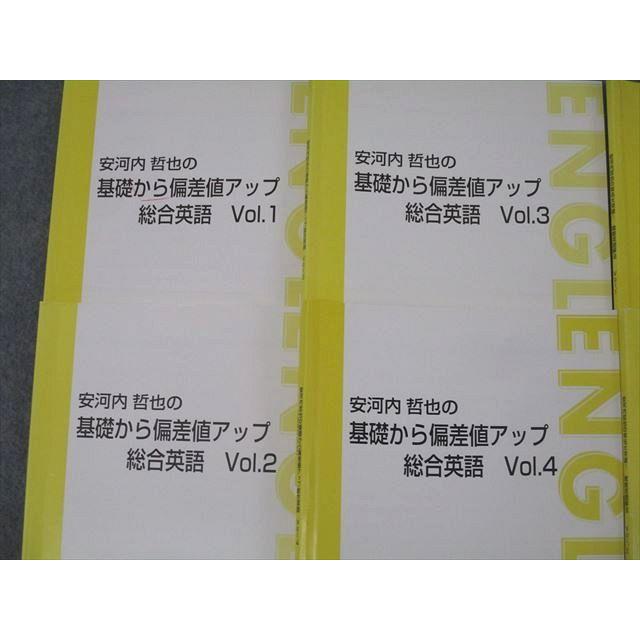 安河内 哲也の
基礎から偏差値アップ
総合英語 Vol.1
ENGL
安河内 哲也の
基礎から偏差値アップ
総合英語 Vol.3
ENGL
安河内 哲也の
基礎から偏差値アップ
総合英語 Vol.2
ENGL
安河内 哲也の
基礎から偏差値アップ
総合英語 Vol.4
ENGL